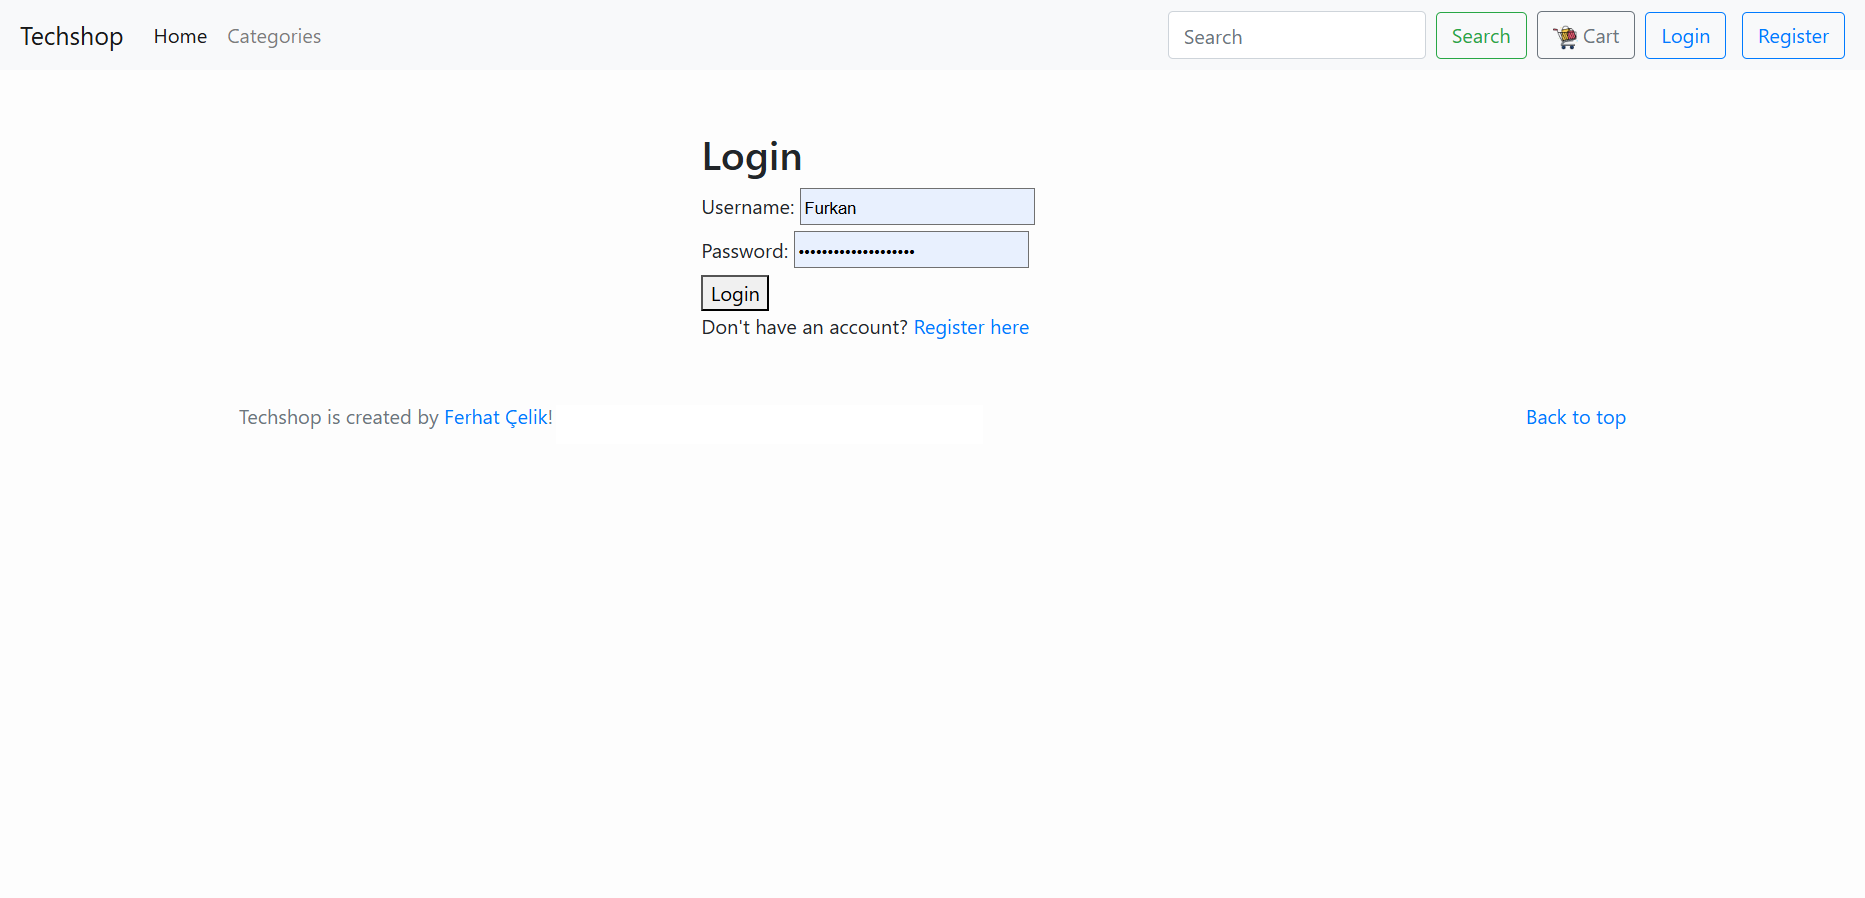 Techshop Home Categories Search Search Cart Login Register
Login
Username: Furkan
Password: ••••••••••••••••••••
Login
Don't have an account? Register here
Techshop is created by Ferhat Çelik! Back to top